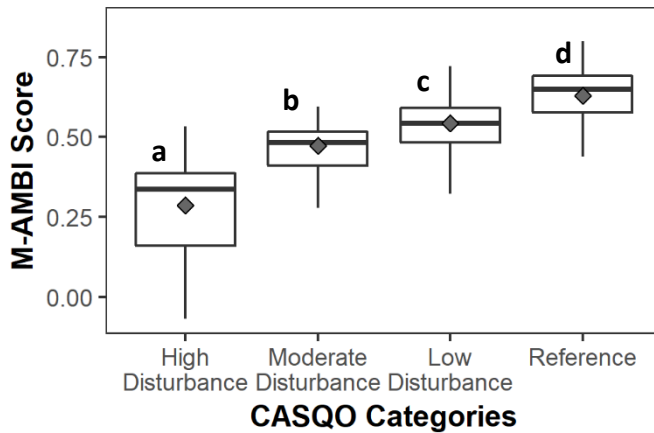 M-AMBI Score
0.75
0.50
0.25
0.00
a
b
c
d
High
Disturbance
Moderate
Disturbance
Low
Disturbance
Reference
CASQO Categories